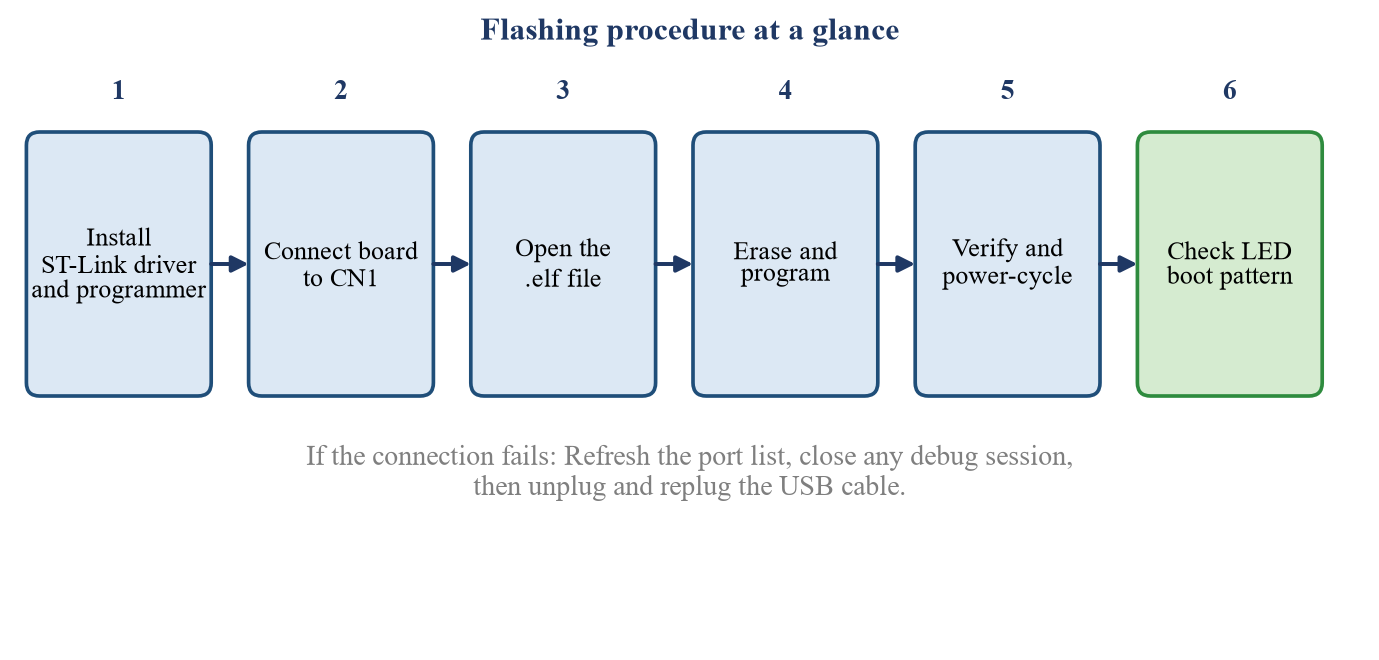 Flashing procedure at a glance
1
2
3
4
5
6
Install
ST-Link driver
and programmer
Connect board
to CN1
Open the
.elf file
Erase and
program
Verify and
power-cycle
Check LED
boot pattern
If the connection fails: Refresh the port list, close any debug session,
then unplug and replug the USB cable.